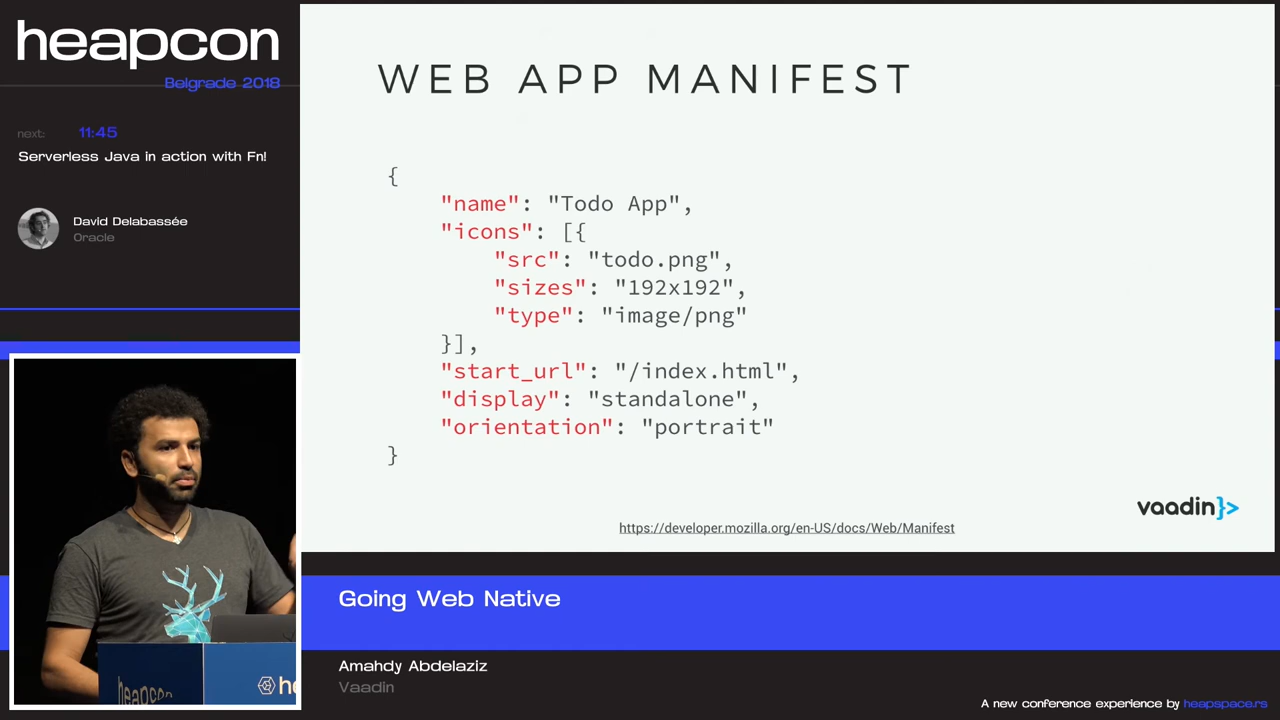 heapcon
Belgrade 2018
next: 11:45
Serverless Java in action with Fn!
David Delabassée
Oracle
WEB APP MANIFEST
{
"name": "Todo App",
"icons": [{
"src": "todo.png",
"sizes": "192x192",
"type": "image/png"
}],
"start_url": "/index.html",
"display": "standalone",
"orientation": "portrait"
}
vaadin}>
https://developer.mozilla.org/en-US/docs/Web/Manifest
heapcon
he
Going Web Native
Amahdy Abdelaziz
Vaadin
A new conference experience by heapspace.rs